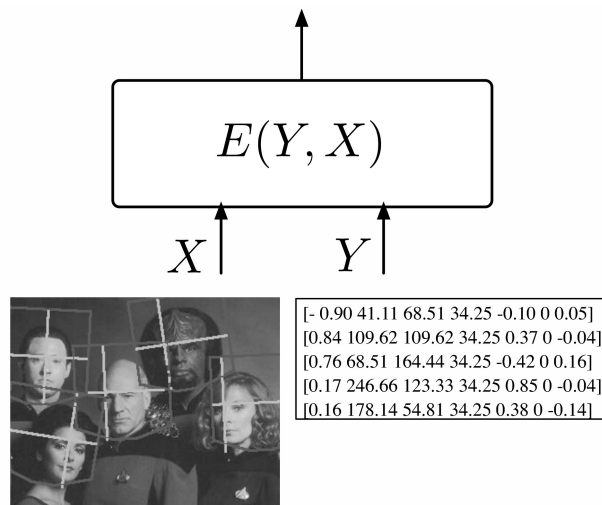 E(Y, X)
X Y
[- 0.90 41.11 68.51 34.25 -0.10 0 0.05]
[0.84 109.62 109.62 34.25 0.37 0 -0.04]
[0.76 68.51 164.44 34.25 -0.42 0 0.16]
[0.17 246.66 123.33 34.25 0.85 0 -0.04]
[0.16 178.14 54.81 34.25 0.38 0 -0.14]